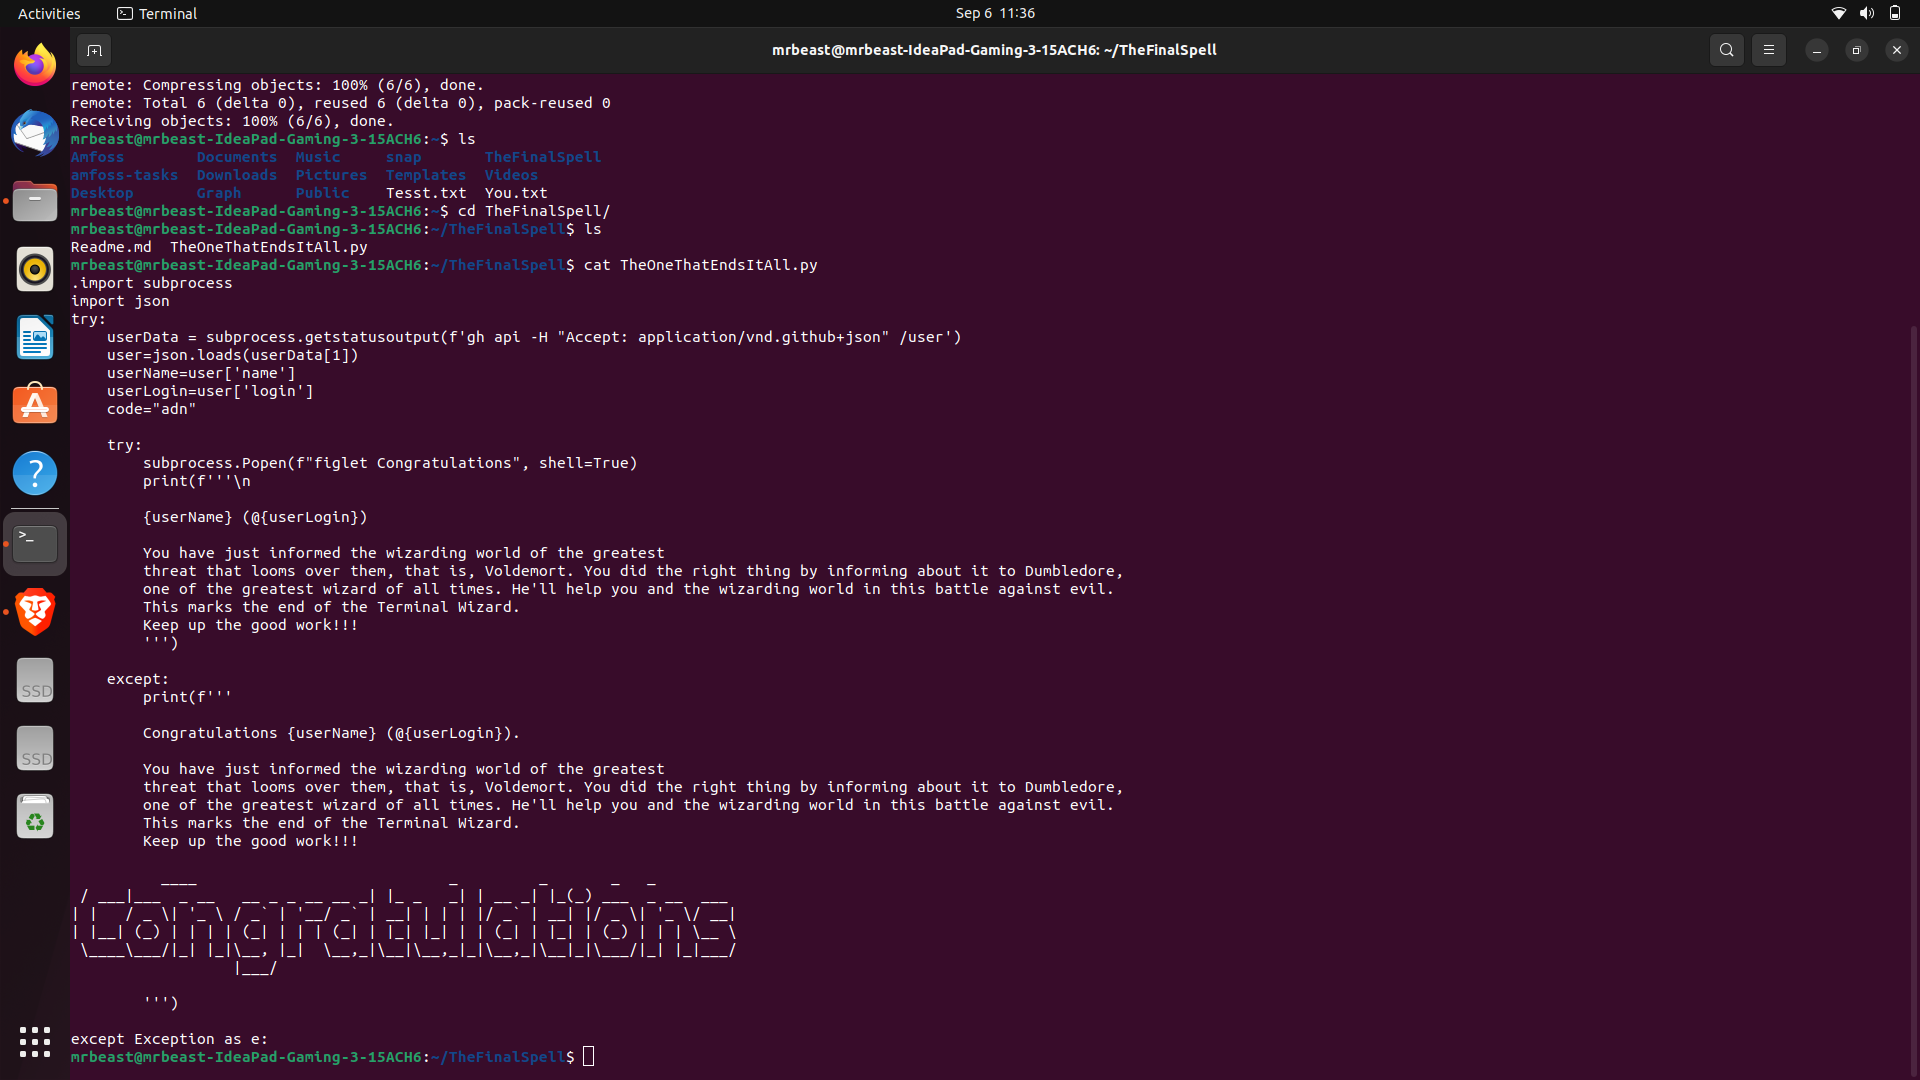 Activities Terminal Sep 6 11:36
mrbeast@mrbeast-IdeaPad-Gaming-3-15ACH6: ~/TheFinalSpell
remote: Compressing objects: 100% (6/6), done.
remote: Total 6 (delta 0), reused 6 (delta 0), pack-reused 0
Receiving objects: 100% (6/6), done.
mrbeast@mrbeast-IdeaPad-Gaming-3-15ACH6:~$ ls
Amfoss        Documents  Music     snap       TheFinalSpell
amfoss-tasks  Downloads  Pictures  Templates  Videos
Desktop       Graph      Public    Tesst.txt  You.txt
mrbeast@mrbeast-IdeaPad-Gaming-3-15ACH6:~$ cd TheFinalSpell/
mrbeast@mrbeast-IdeaPad-Gaming-3-15ACH6:~/TheFinalSpell$ ls
Readme.md  TheOneThatEndsItAll.py
mrbeast@mrbeast-IdeaPad-Gaming-3-15ACH6:~/TheFinalSpell$ cat TheOneThatEndsItAll.py
.import subprocess
import json
try:
    userData = subprocess.getstatusoutput(f'gh api -H "Accept: application/vnd.github+json" /user')
    user=json.loads(userData[1])
    userName=user['name']
    userLogin=user['login']
    code="adn"
    try:
        subprocess.Popen(f"figlet Congratulations", shell=True)
        print(f'''\n
        {userName} (@{userLogin})
        You have just informed the wizarding world of the greatest
        threat that looms over them, that is, Voldemort. You did the right thing by informing about it to Dumbledore,
        one of the greatest wizard of all times. He'll help you and the wizarding world in this battle against evil.
        This marks the end of the Terminal Wizard.
        Keep up the good work!!!
        ''')
    except:
        print(f'''
        Congratulations {userName} (@{userLogin}).
        You have just informed the wizarding world of the greatest
        threat that looms over them, that is, Voldemort. You did the right thing by informing about it to Dumbledore,
        one of the greatest wizard of all times. He'll help you and the wizarding world in this battle against evil.
        This marks the end of the Terminal Wizard.
        Keep up the good work!!!
Congratulations
        ''')
except Exception as e:
mrbeast@mrbeast-IdeaPad-Gaming-3-15ACH6:~/TheFinalSpell$
SSD
SSD